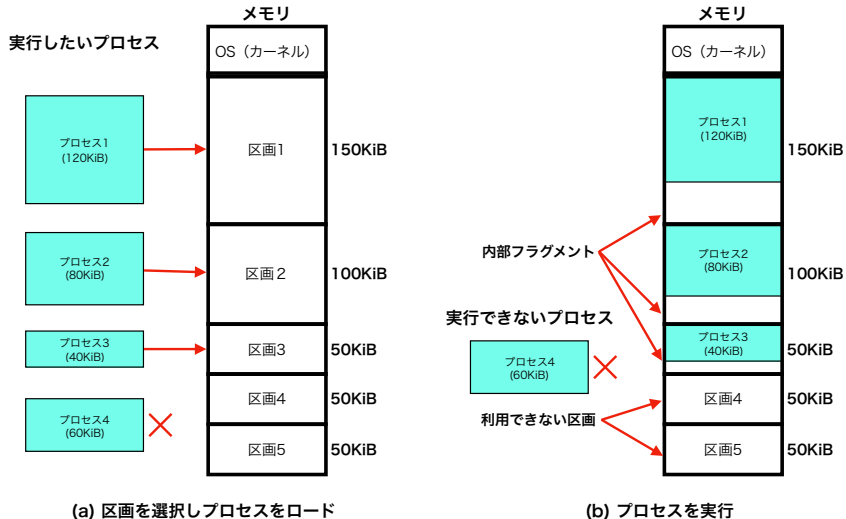 メモリ
実行したいプロセス
OS（カーネル）
プロセス1
(120KiB)
区画1
150KiB
プロセス2
(80KiB)
区画２
100KiB
プロセス3
(40KiB)
区画3
50KiB
プロセス4
(60KiB)
区画4
50KiB
区画5
50KiB
(a) 区画を選択しプロセスをロード
メモリ
OS（カーネル）
プロセス1
(120KiB)
150KiB
内部フラグメント
プロセス2
(80KiB)
100KiB
実行できないプロセス
プロセス3
(40KiB)
50KiB
プロセス4
(60KiB)
区画4
50KiB
利用できない区画
区画5
50KiB
(b) プロセスを実行